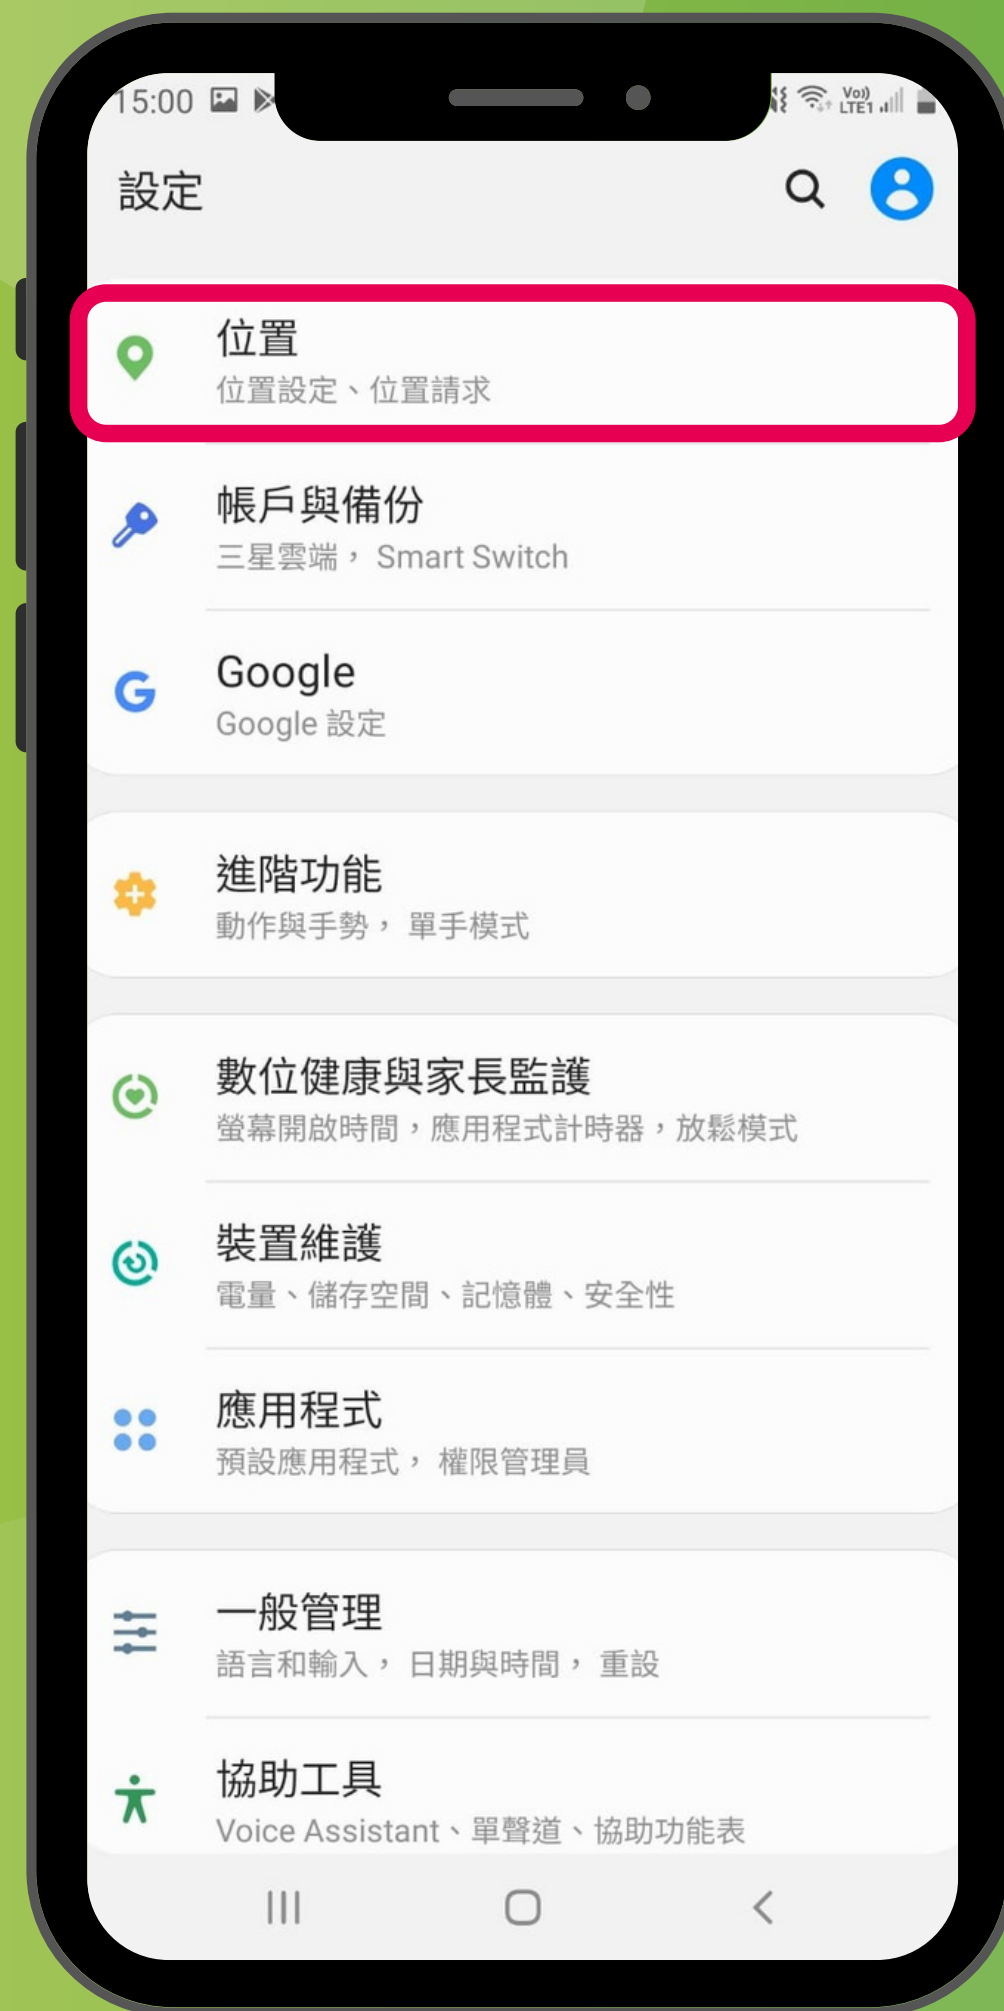 15:00
Vo))
LTE1
設定
位置
位置設定、位置請求
帳戶與備份
三星雲端， Smart Switch
Google
Google 設定
進階功能
動作與手勢， 單手模式
數位健康與家長監護
螢幕開啟時間，應用程式計時器，放鬆模式
裝置維護
電量、儲存空間、記憶體、安全性
應用程式
預設應用程式， 權限管理員
一般管理
語言和輸入， 日期與時間， 重設
協助工具
Voice Assistant、單聲道、協助功能表